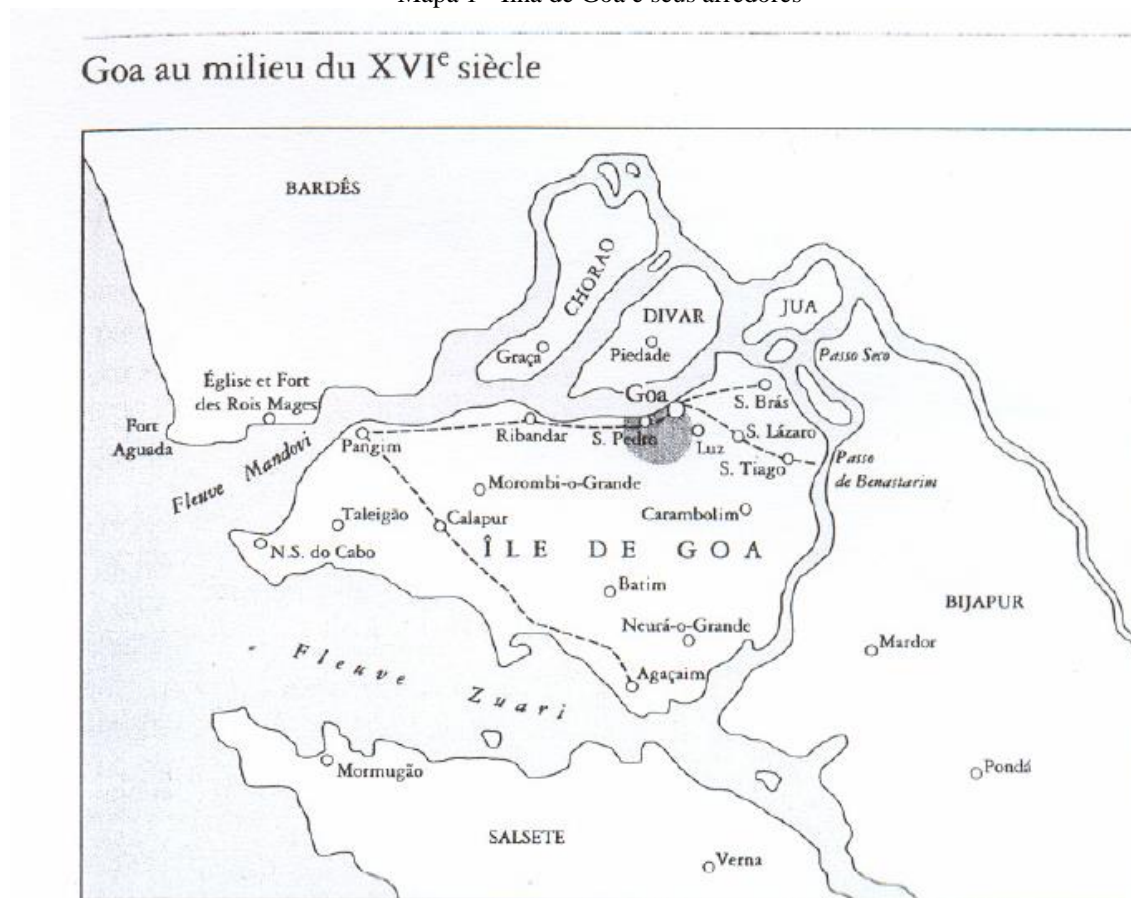 Mapa 1 - Ilha de Goa e seus arredores
Goa au milieu du XVIe siècle
BARDÊS
CHORAO
DIVAR
JUA
Graça
Piedade
Passo Seco
Église et Fort
des Rois Mages
Goa
S. Brás
Fort
Aguada
Fleuve Mandovi
Pangim
Ribandar
S. Pedro
Luz
S. Lázaro
S. Tiago
Passo
de Benastarim
Morombi-o-Grande
Taleigão
Calapur
Carambolim
N.S. do Cabo
ÎLE DE GOA
Batim
BIJAPUR
Neurá-o-Grande
Mardor
Fleuve Zuari
Agaçaim
Mormugão
Pondá
SALSETE
Verna